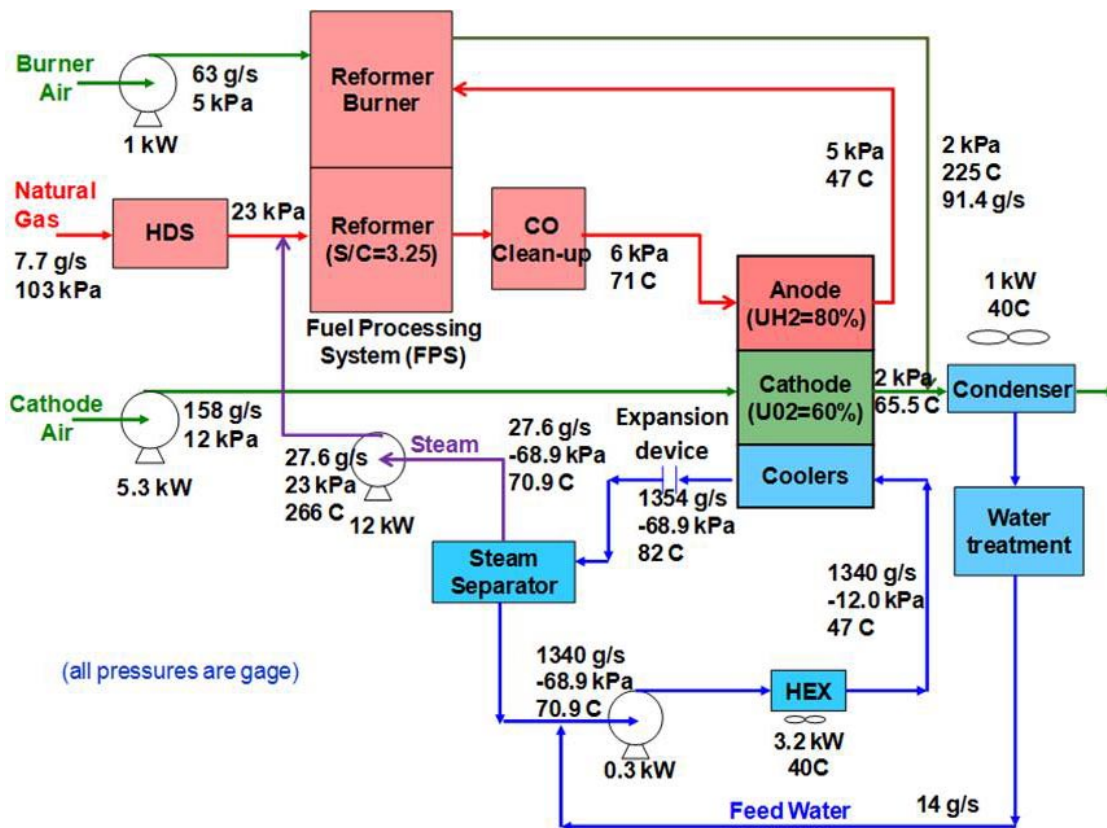 Burner
Air
63 g/s
5 kPa
1 kW
Reformer
Burner
Natural
Gas
7.7 g/s
103 kPa
HDS
23 kPa
Reformer
(S/C=3.25)
CO
Clean-up
6 kPa
71 C
Fuel Processing
System (FPS)
5 kPa
47 C
2 kPa
225 C
91.4 g/s
1 kW
40C
Anode
(UH2=80%)
Cathode
(U02=60%)
Coolers
2 kPa
65.5 C
Condenser
Cathode
Air
158 g/s
12 kPa
5.3 kW
27.6 g/s
23 kPa
266 C
Steam
12 kW
27.6 g/s
-68.9 kPa
70.9 C
Expansion
device
1354 g/s
-68.9 kPa
82 C
Steam
Separator
Water
treatment
1340 g/s
-12.0 kPa
47 C
(all pressures are gage)
1340 g/s
-68.9 kPa
70.9 C
0.3 kW
HEX
3.2 kW
40C
Feed Water
14 g/s